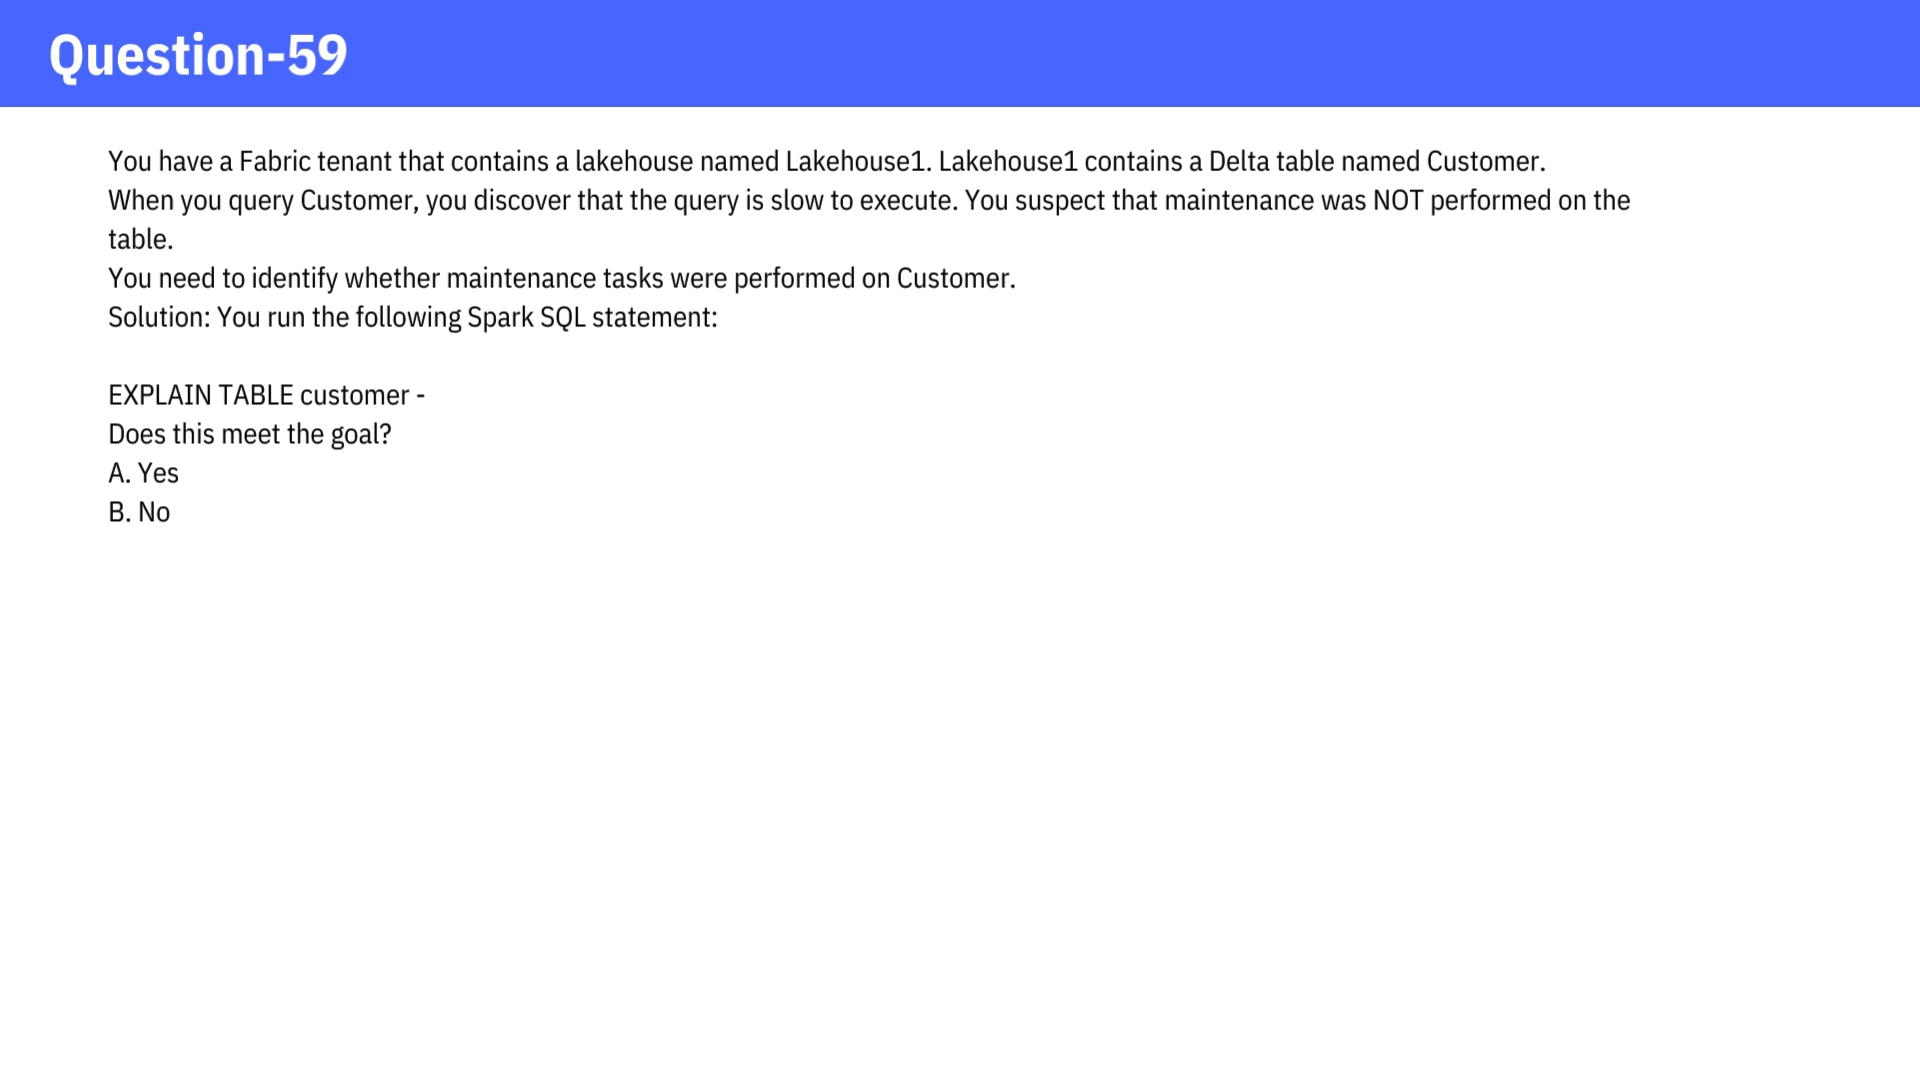 Question-59
You have a Fabric tenant that contains a lakehouse named Lakehouse1. Lakehouse1 contains a Delta table named Customer.
When you query Customer, you discover that the query is slow to execute. You suspect that maintenance was NOT performed on the
table.
You need to identify whether maintenance tasks were performed on Customer.
Solution: You run the following Spark SQL statement:
EXPLAIN TABLE customer -
Does this meet the goal?
A. Yes
B. No